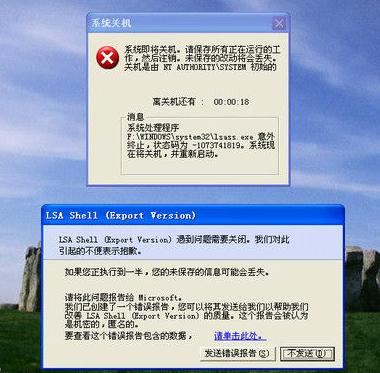 系统关机
系统即将关机。请保存所有正在运行的工
作，然后注销。未保存的改动将会丢失。
关机是由 NT AUTHORITY\SYSTEM 初始的
离关机还有： 00:00:18
消息
系统处理程序
F:\WINDOWS\system32\lsass.exe 意外
终止，状态码为 -1073741819。系统现
在将关机，并重新启动。
LSA Shell (Export Version)
LSA Shell (Export Version) 遇到问题需要关闭。我们对此
引起的不便表示抱歉。
如果您正执行到一半，您的未保存的信息可能会丢失。
请将此问题报告给 Microsoft。
我们已创建了一个错误报告，您可以将其发送给我们以帮助我们
改善 LSA Shell (Export Version) 的质量。这个报告会被认为
是机密的，匿名的。
要查看这个错误报告包含的数据， 请单击此处。
发送错误报告(S) 不发送(D)